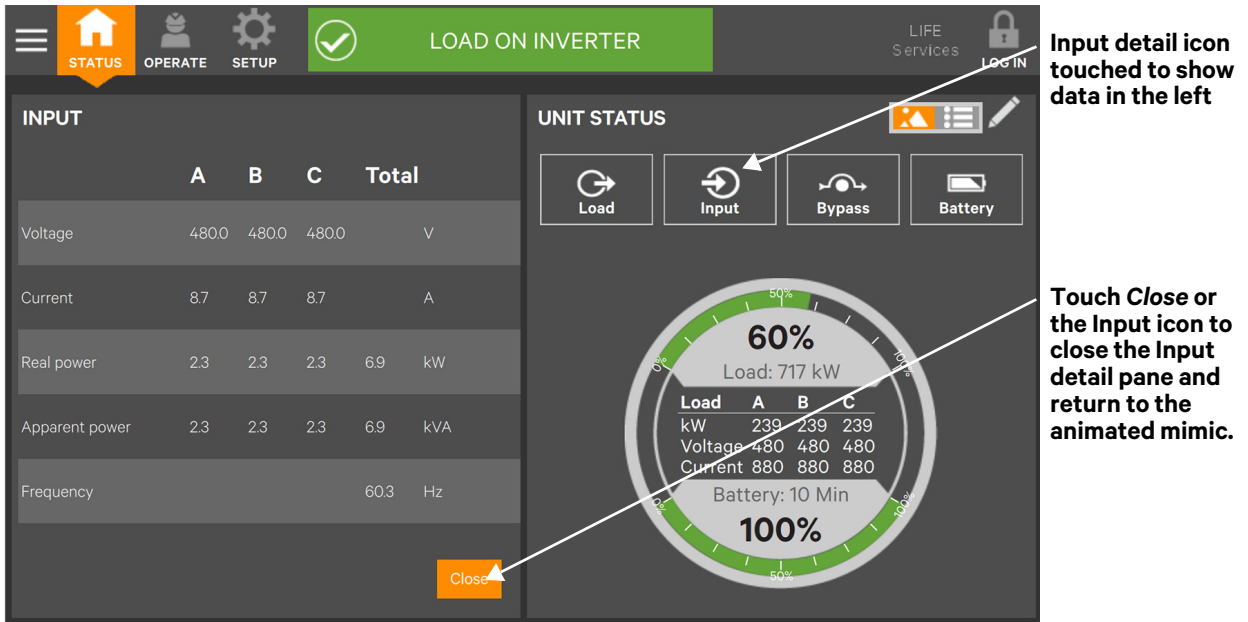 STATUS OPERATE SETUP LOAD ON INVERTER LIFE Services LOG IN
Input detail icon
touched to show
data in the left
INPUT
A B C Total
Voltage 480.0 480.0 480.0 V
Current 8.7 8.7 8.7 A
Real power 2.3 2.3 2.3 6.9 kW
Apparent power 2.3 2.3 2.3 6.9 kVA
Frequency 60.3 Hz
Close
UNIT STATUS
Load Input Bypass Battery
50%
0% 100%
60%
Load: 717 kW
Load A B C
kW 239 239 239
Voltage 480 480 480
Current 880 880 880
Battery: 10 Min
100%
0% 100%
50%
Touch Close or
the Input icon to
close the Input
detail pane and
return to the
animated mimic.